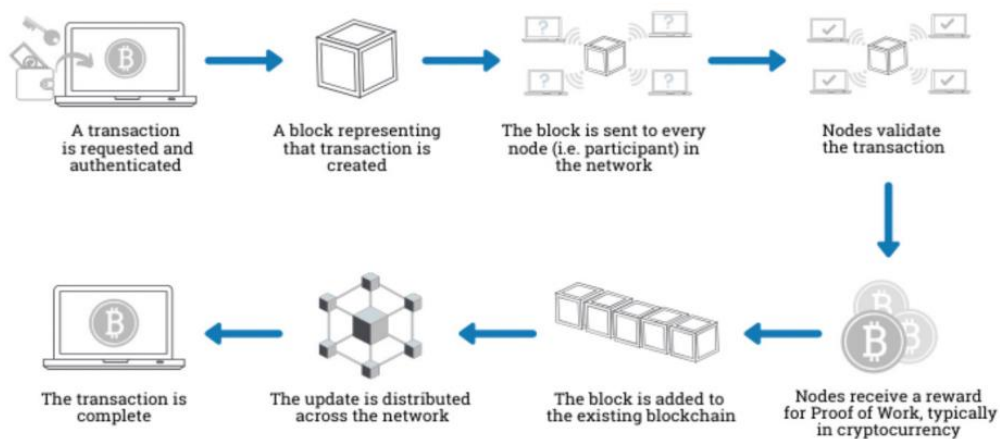 A transaction
is requested and
authenticated
A block representing
that transaction is
created
The block is sent to every
node (i.e. participant) in
the network
Nodes validate
the transaction
The transaction is
complete
The update is distributed
across the network
The block is added to
the existing blockchain
Nodes receive a reward
for Proof of Work, typically
in cryptocurrency